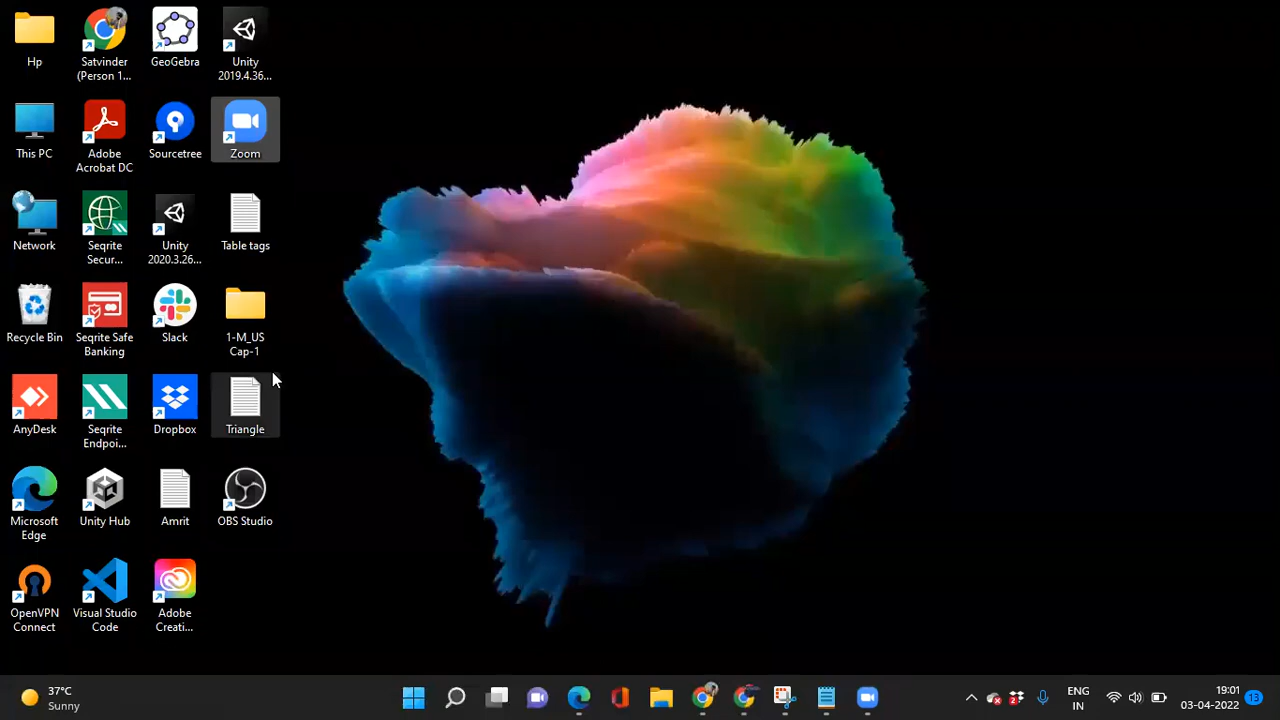 Hp
Satvinder
(Person 1...
GeoGebra
Unity
2019.4.36...
This PC
Adobe
Acrobat DC
Sourcetree
Zoom
Network
Seqrite
Secur...
Unity
2020.3.26...
Table tags
Recycle Bin
Seqrite Safe
Banking
Slack
1-M_US
Cap-1
AnyDesk
Seqrite
Endpoi...
Dropbox
Triangle
Microsoft
Edge
Unity Hub
Amrit
OBS Studio
OpenVPN
Connect
Visual Studio
Code
Adobe
Creati...
37°C
Sunny
2
ENG
IN
19:01
03-04-2022
13